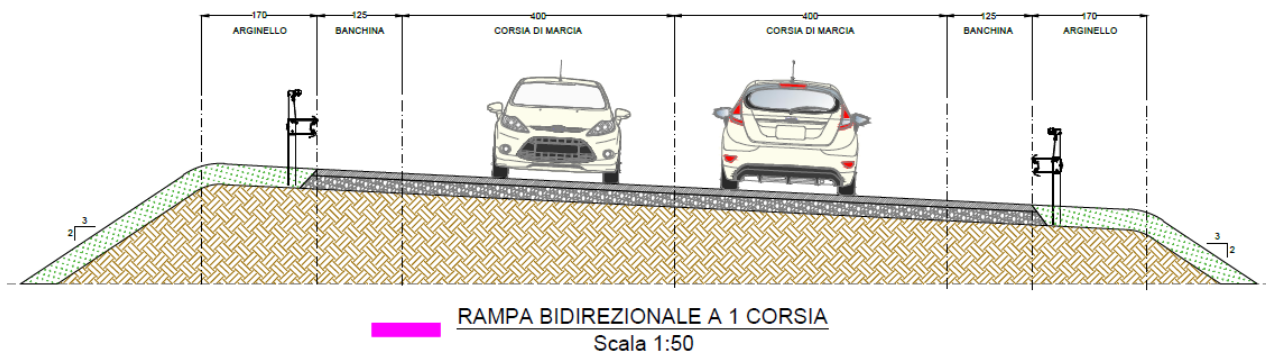 170 125 400 400 125 170
ARGINELLO BANCHINA CORSIA DI MARCIA CORSIA DI MARCIA BANCHINA ARGINELLO
3
2
3
2
RAMPA BIDIREZIONALE A 1 CORSIA
Scala 1:50